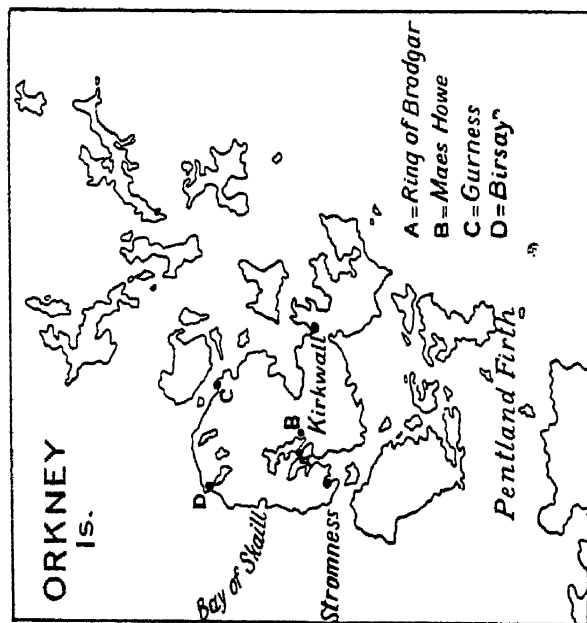 ORKNEY
Is.
D
C
B
Bay of Skaill
Kirkwall
Stromness
Pentland Firth
A=Ring of Brodgar
B=Maes Howe
C=Gurness
D=Birsay